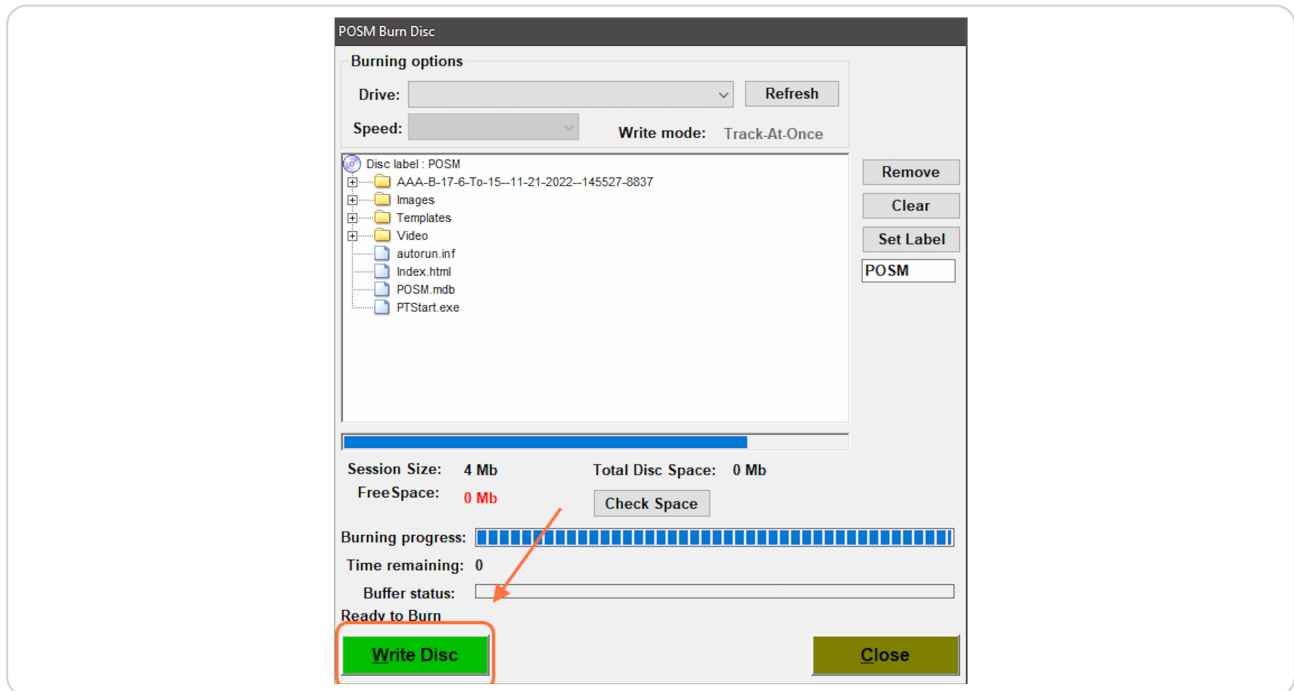 POSM Burn Disc
Burning options
Drive: Refresh
Speed: Write mode: Track-At-Once
Disc label : POSM
AAA-B-17-6-To-15--11-21-2022--145527-8837
Images
Templates
Video
autorun.inf
Index.html
POSM.mdb
PTStart.exe
Remove
Clear
Set Label
POSM
Session Size: 4 Mb Total Disc Space: 0 Mb
FreeSpace: 0 Mb Check Space
Burning progress:
Time remaining: 0
Buffer status:
Ready to Burn
Write Disc Close